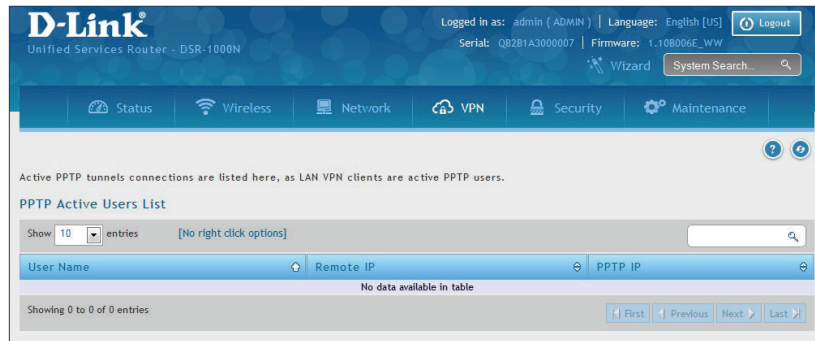 D-Link®
Logged in as: admin ( ADMIN ) | Language: English [US] Logout
Unified Services Router - DSR-1000N
Serial: QB2B1A3000007 | Firmware: 1.10B006E_WW
Wizard System Search...
Status Wireless Network VPN Security Maintenance
Active PPTP tunnels connections are listed here, as LAN VPN clients are active PPTP users.
PPTP Active Users List
Show 10 entries [No right click options]
User Name Remote IP PPTP IP
No data available in table
Showing 0 to 0 of 0 entries First Previous Next Last